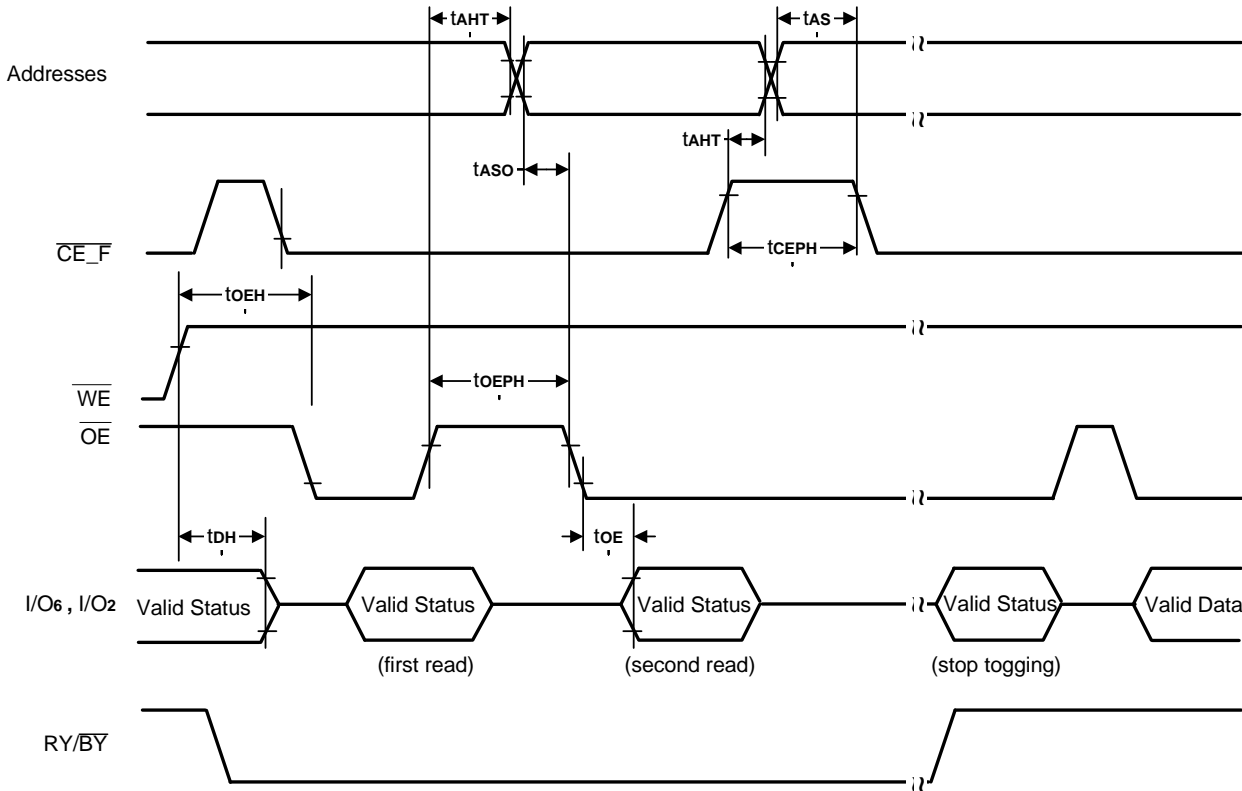 tAHT tAS
Addresses
tAHT
tASO
CE_F
tCEPH
tOEH
tOEPH
WE
OE
tDH tOE
I/O6 , I/O2 Valid Status Valid Status Valid Status Valid Status Valid Data
(first read) (second read) (stop togging)
RY/BY